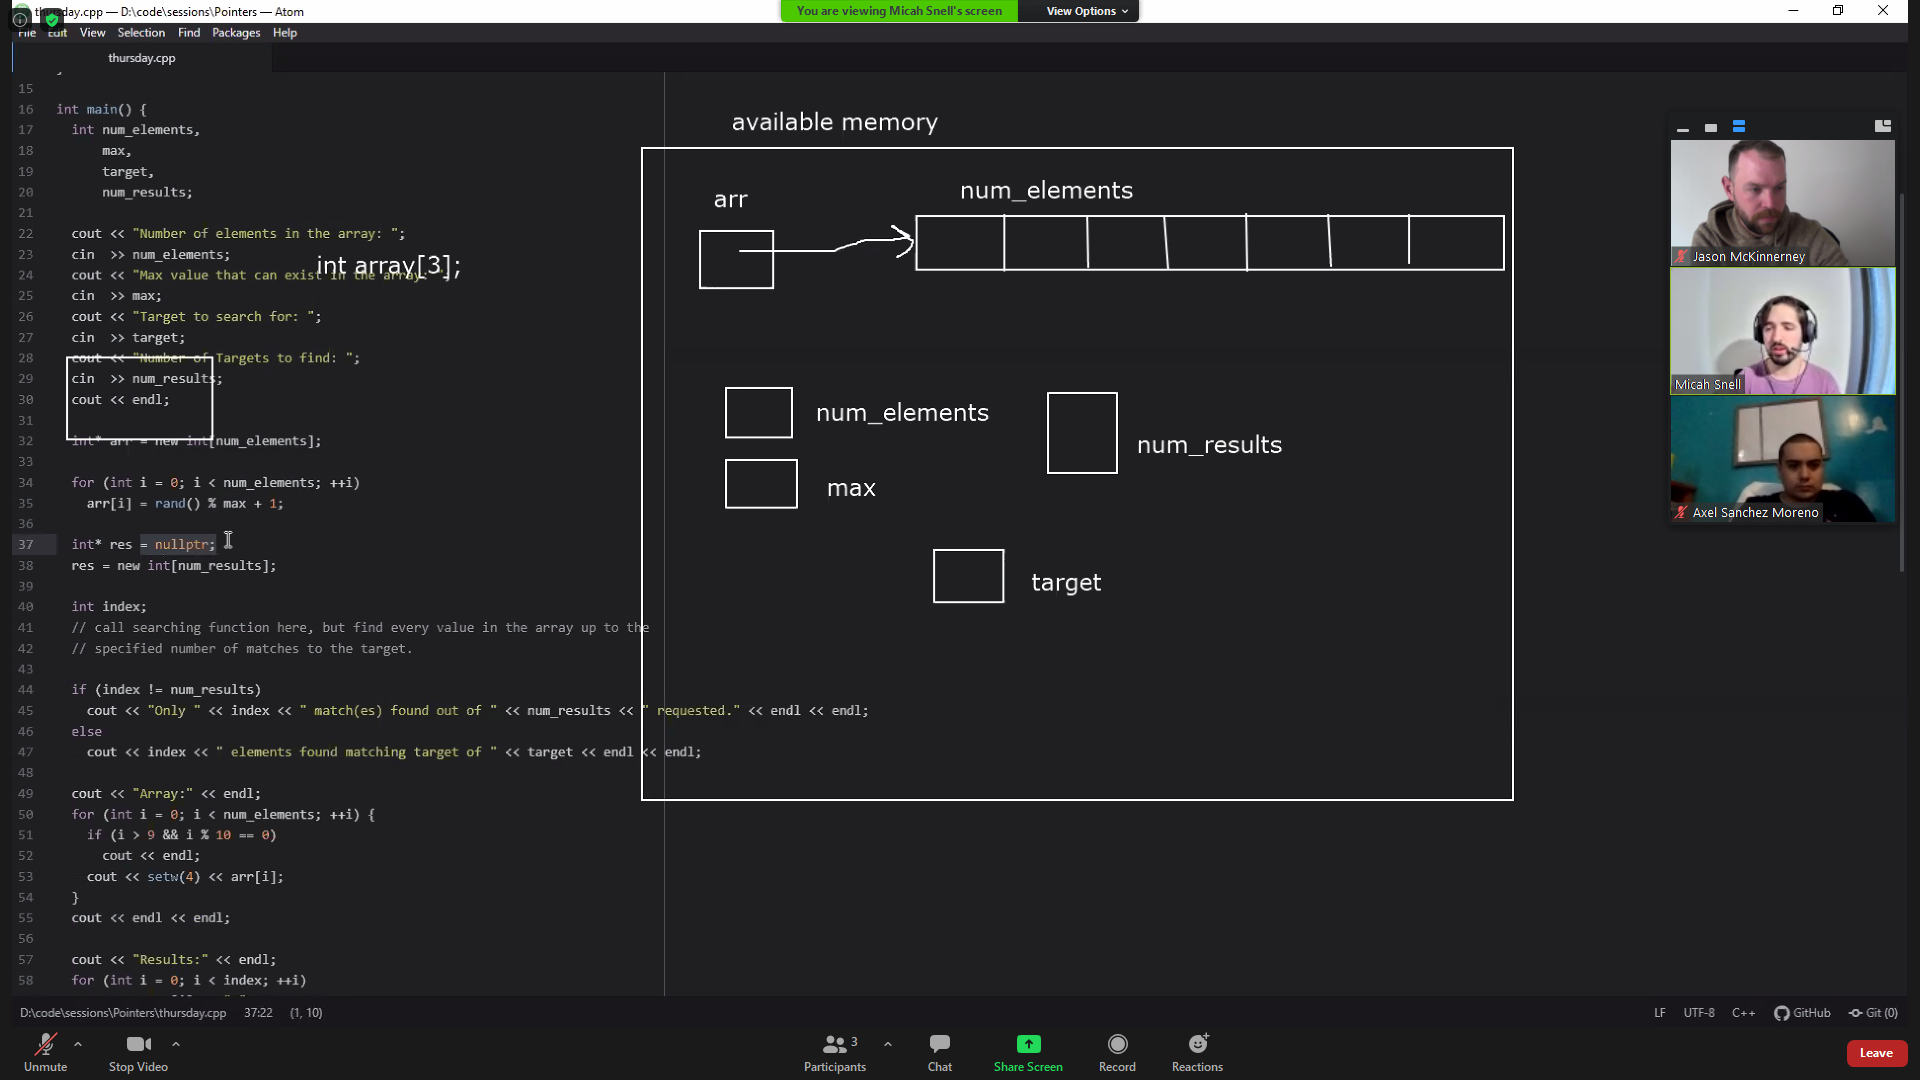 thursday.cpp — D:\code\sessions\Pointers — Atom
You are viewing Micah Snell's screen
View Options
File Edit View Selection Find Packages Help
thursday.cpp
15
16 int main() {
17 int num_elements,
18 max,
19 target,
20 num_results;
21
22 cout << "Number of elements in the array: ";
23 cin >> num_elements;
int array[3];
24 cout << "Max value that can exist in the array: ";
25 cin >> max;
26 cout << "Target to search for: ";
27 cin >> target;
28 cout << "Number of Targets to find: ";
29 cin >> num_results;
30 cout << endl;
31
32 int* arr = new int[num_elements];
33
34 for (int i = 0; i < num_elements; ++i)
35 arr[i] = rand() % max + 1;
36
37 int* res = nullptr;
38 res = new int[num_results];
39
40 int index;
41 // call searching function here, but find every value in the array up to the
42 // specified number of matches to the target.
43
44 if (index != num_results)
45 cout << "Only " << index << " match(es) found out of " << num_results << " requested." << endl << endl;
46 else
47 cout << index << " elements found matching target of " << target << endl << endl;
48
49 cout << "Array:" << endl;
50 for (int i = 0; i < num_elements; ++i) {
51 if (i > 9 && i % 10 == 0)
52 cout << endl;
53 cout << setw(4) << arr[i];
54 }
55 cout << endl << endl;
56
57 cout << "Results:" << endl;
58 for (int i = 0; i < index; ++i)
available memory
arr
num_elements
num_elements
num_results
max
target
Jason McKinnerney
Micah Snell
Axel Sanchez Moreno
D:\code\sessions\Pointers\thursday.cpp 37:22 (1, 10)
LF UTF-8 C++ GitHub Git (0)
Unmute
Stop Video
Participants
3
Chat
Share Screen
Record
Reactions
Leave